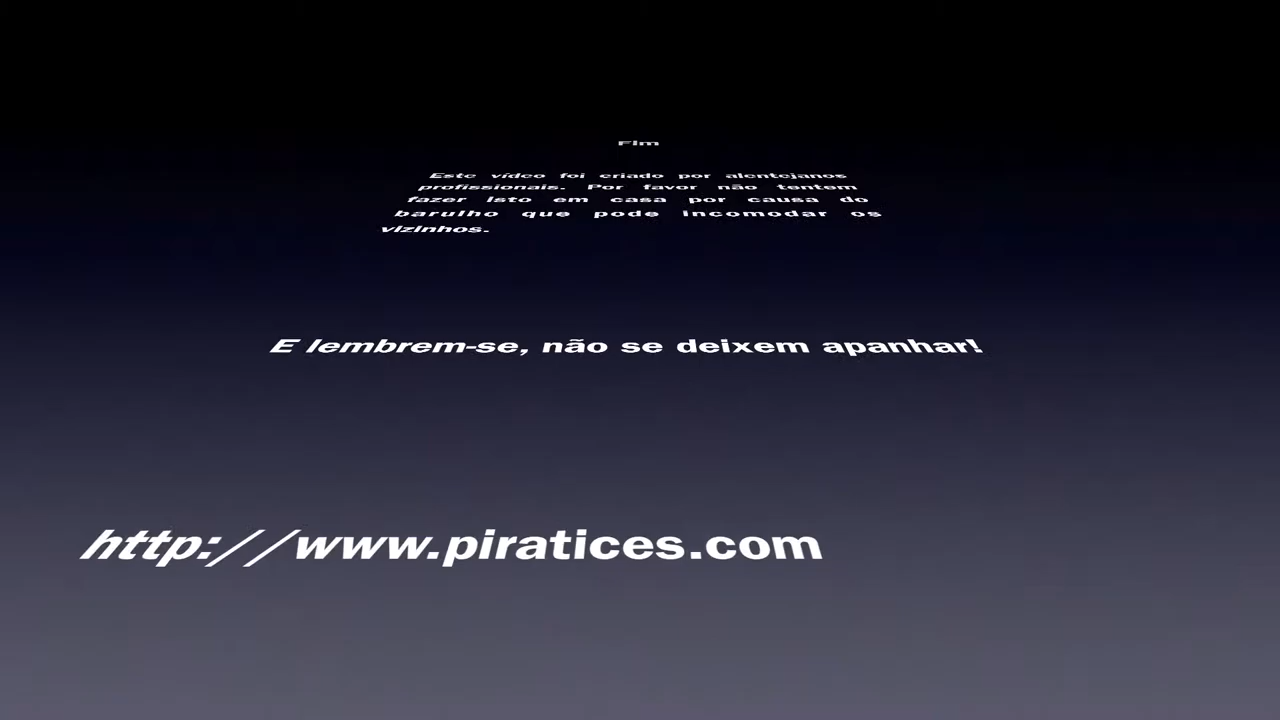 Fim
Este vídeo foi criado por alentejanos
profissionais. Por favor não tentem
fazer isto em casa por causa do
barulho que pode incomodar os
vizinhos.
E lembrem-se, não se deixem apanhar!
http://www.piratices.com